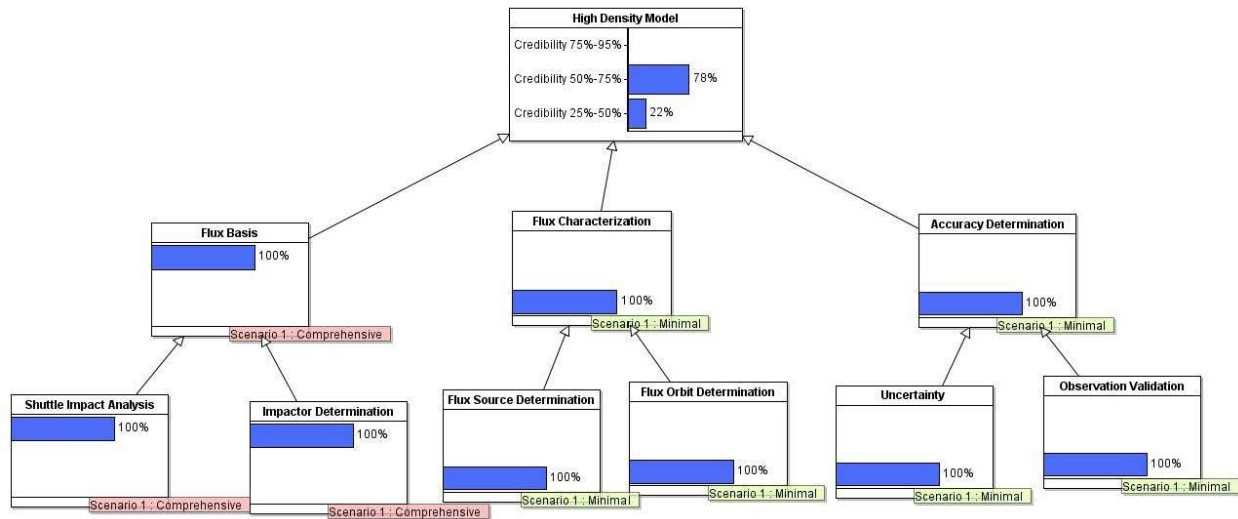 High Density Model
Credibility 75%-95%
Credibility 50%-75% 78%
Credibility 25%-50% 22%
Flux Basis
100%
Scenario 1 : Comprehensive
Flux Characterization
100%
Scenario 1 : Minimal
Accuracy Determination
100%
Scenario 1 : Minimal
Shuttle Impact Analysis
100%
Scenario 1 : Comprehensive
Impactor Determination
100%
Scenario 1 : Comprehensive
Flux Source Determination
100%
Scenario 1 : Minimal
Flux Orbit Determination
100%
Scenario 1 : Minimal
Uncertainty
100%
Scenario 1 : Minimal
Observation Validation
100%
Scenario 1 : Minimal